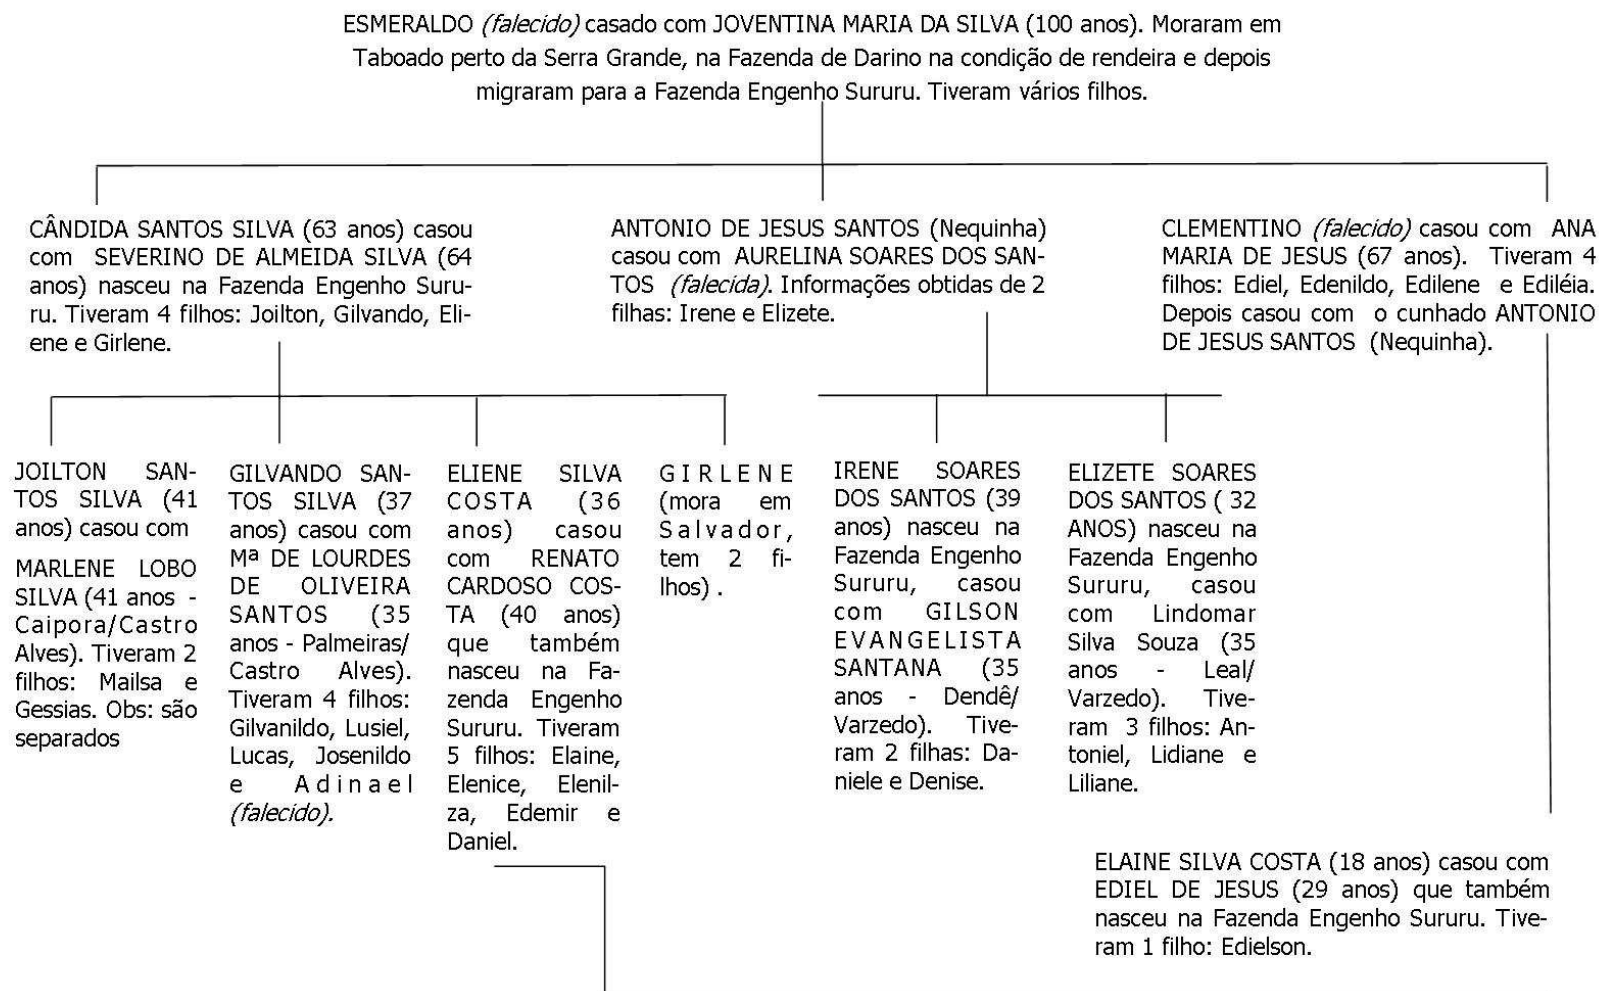 ESMERALDO (falecido) casado com JOVENTINA MARIA DA SILVA (100 anos). Moraram em
Taboado perto da Serra Grande, na Fazenda de Darino na condição de rendeira e depois
migraram para a Fazenda Engenho Sururu. Tiveram vários filhos.
CÂNDIDA SANTOS SILVA (63 anos) casou
com SEVERINO DE ALMEIDA SILVA (64
anos) nasceu na Fazenda Engenho Suru-
ru. Tiveram 4 filhos: Joilton, Gilvando, Eli-
ene e Girlene.
ANTONIO DE JESUS SANTOS (Nequinha)
casou com AURELINA SOARES DOS SAN-
TOS (falecida). Informações obtidas de 2
filhas: Irene e Elizete.
CLEMENTINO (falecido) casou com ANA
MARIA DE JESUS (67 anos). Tiveram 4
filhos: Ediel, Edenildo, Edilene e Ediléia.
Depois casou com o cunhado ANTONIO
DE JESUS SANTOS (Nequinha).
JOILTON SAN-
TOS SILVA (41
anos) casou com
MARLENE LOBO
SILVA (41 anos -
Caipora/Castro
Alves). Tiveram 2
filhos: Mailsa e
Gessias. Obs: são
separados
GILVANDO SAN-
TOS SILVA (37
anos) casou com
Mª DE LOURDES
DE OLIVEIRA
SANTOS (35
anos - Palmeiras/
Castro Alves).
Tiveram 4 filhos:
Gilvanildo, Lusiel,
Lucas, Josenildo
e Adinael
(falecido).
ELIENE SILVA
COSTA (36
anos) casou
com RENATO
CARDOSO COS-
TA (40 anos)
que também
nasceu na Fa-
zenda Engenho
Sururu. Tiveram
5 filhos: Elaine,
Elenice, Elenil-
za, Edemir e
Daniel.
GIRLENE
(mora em
Salvador,
tem 2 fi-
lhos) .
IRENE SOARES
DOS SANTOS (39
anos) nasceu na
Fazenda Engenho
Sururu, casou
com GILSON
EVANGELISTA
SANTANA (35
anos - Dendê/
Varzedo). Tive-
ram 2 filhas: Da-
niele e Denise.
ELIZETE SOARES
DOS SANTOS ( 32
ANOS) nasceu na
Fazenda Engenho
Sururu, casou
com Lindomar
Silva Souza (35
anos - Leal/
Varzedo). Tive-
ram 3 filhos: An-
toniel, Lidiane e
Liliane.
ELAINE SILVA COSTA (18 anos) casou com
EDIEL DE JESUS (29 anos) que também
nasceu na Fazenda Engenho Sururu. Tive-
ram 1 filho: Edielson.